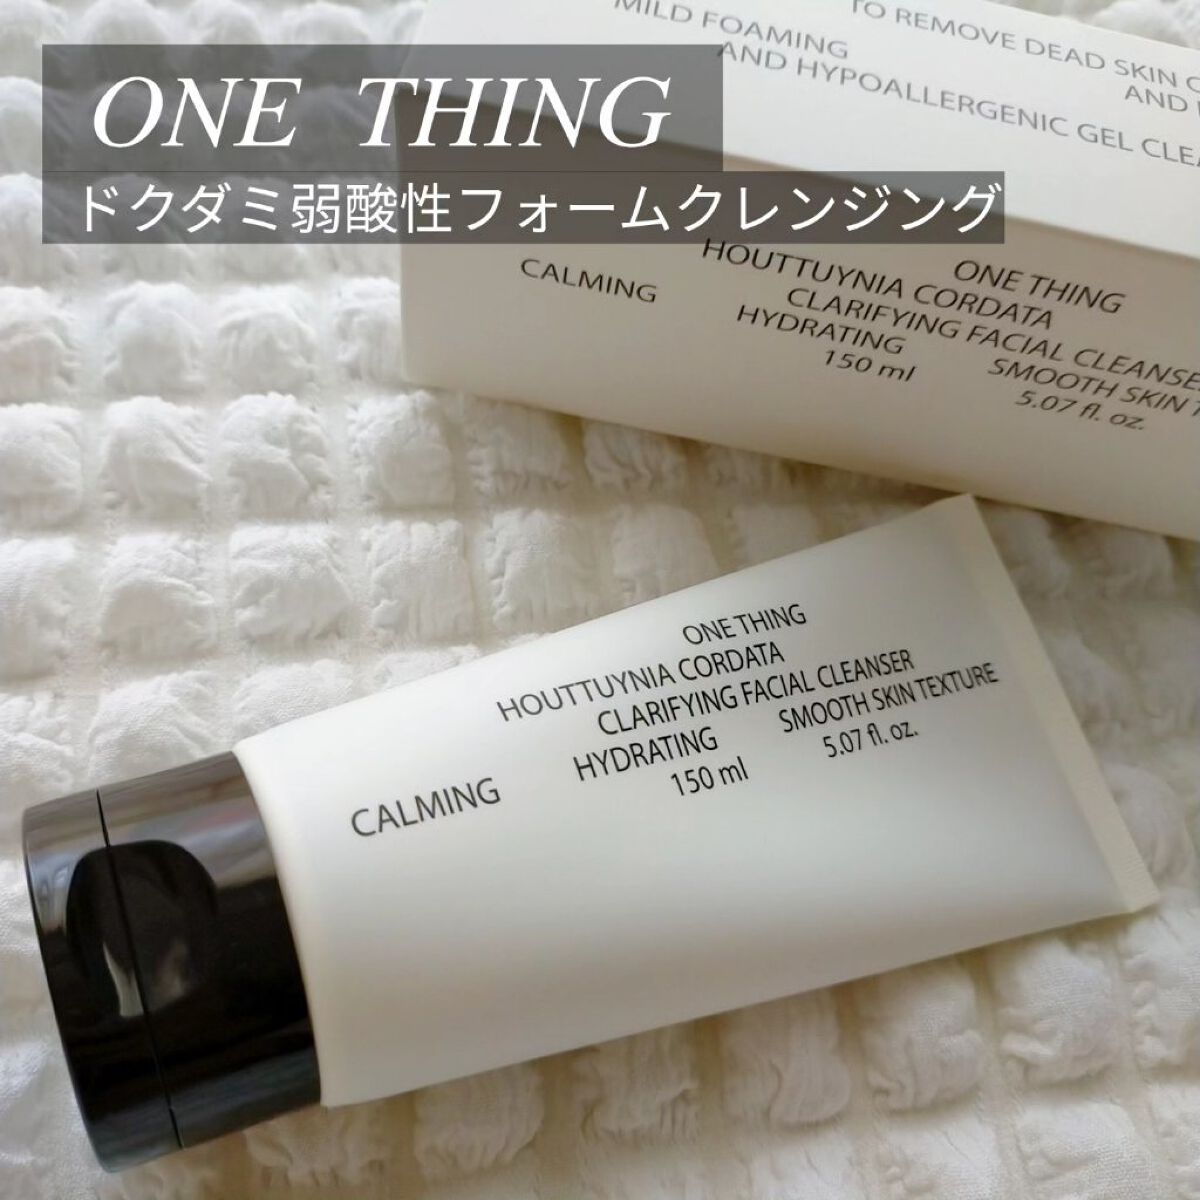 ONE THING
ドクダミ弱酸性フォームクレンジング
TO REMOVE DEAD SKIN
MILD FOAMING
AND
AND HYPOALLERGENIC GEL
ONE THING
HOUTTUYNIA CORDATA
CLARIFYING FACIAL
CALMING
HYDRATING
SMOOTH SKIN
150 ml
5.07 fl. oz.
ONE THING
HOUTTUYNIA CORDATA
CLARIFYING FACIAL CLEANSER
HYDRATING SMOOTH SKIN TEXTURE
CALMING 150 ml 5.07 fl. oz.